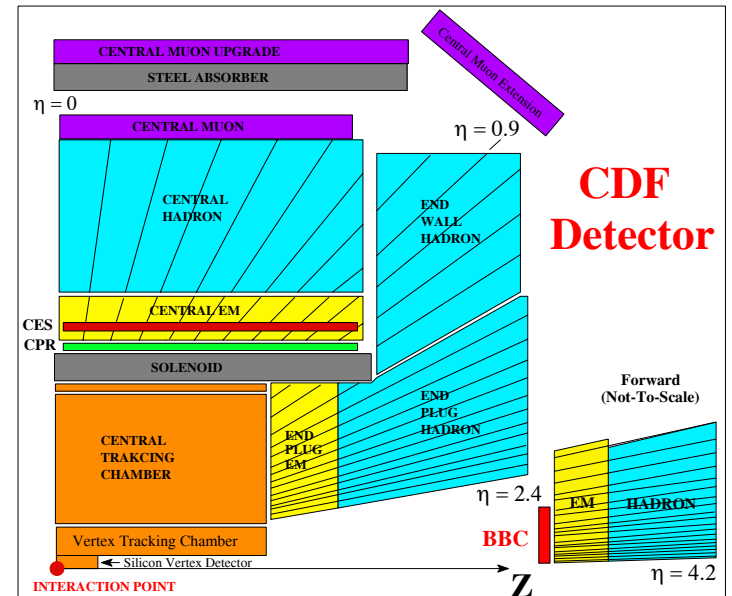 CENTRAL MUON UPGRADE
STEEL ABSORBER
Central Muon Extension
η = 0
CENTRAL MUON
η = 0.9
CENTRAL
HADRON
END
WALL
HADRON
CDF
Detector
CENTRAL EM
CES
CPR
SOLENOID
Forward
(Not-To-Scale)
END
PLUG
HADRON
CENTRAL
TRAKCING
CHAMBER
END
PLUG
EM
η = 2.4
EM
HADRON
BBC
Vertex Tracking Chamber
Silicon Vertex Detector
INTERACTION POINT
Z
η = 4.2